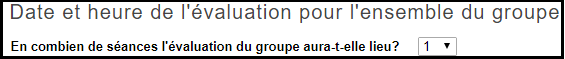 Date et heure de l'évaluation pour l'ensemble du groupe
En combien de séances l'évaluation du groupe aura-t-elle lieu? 1